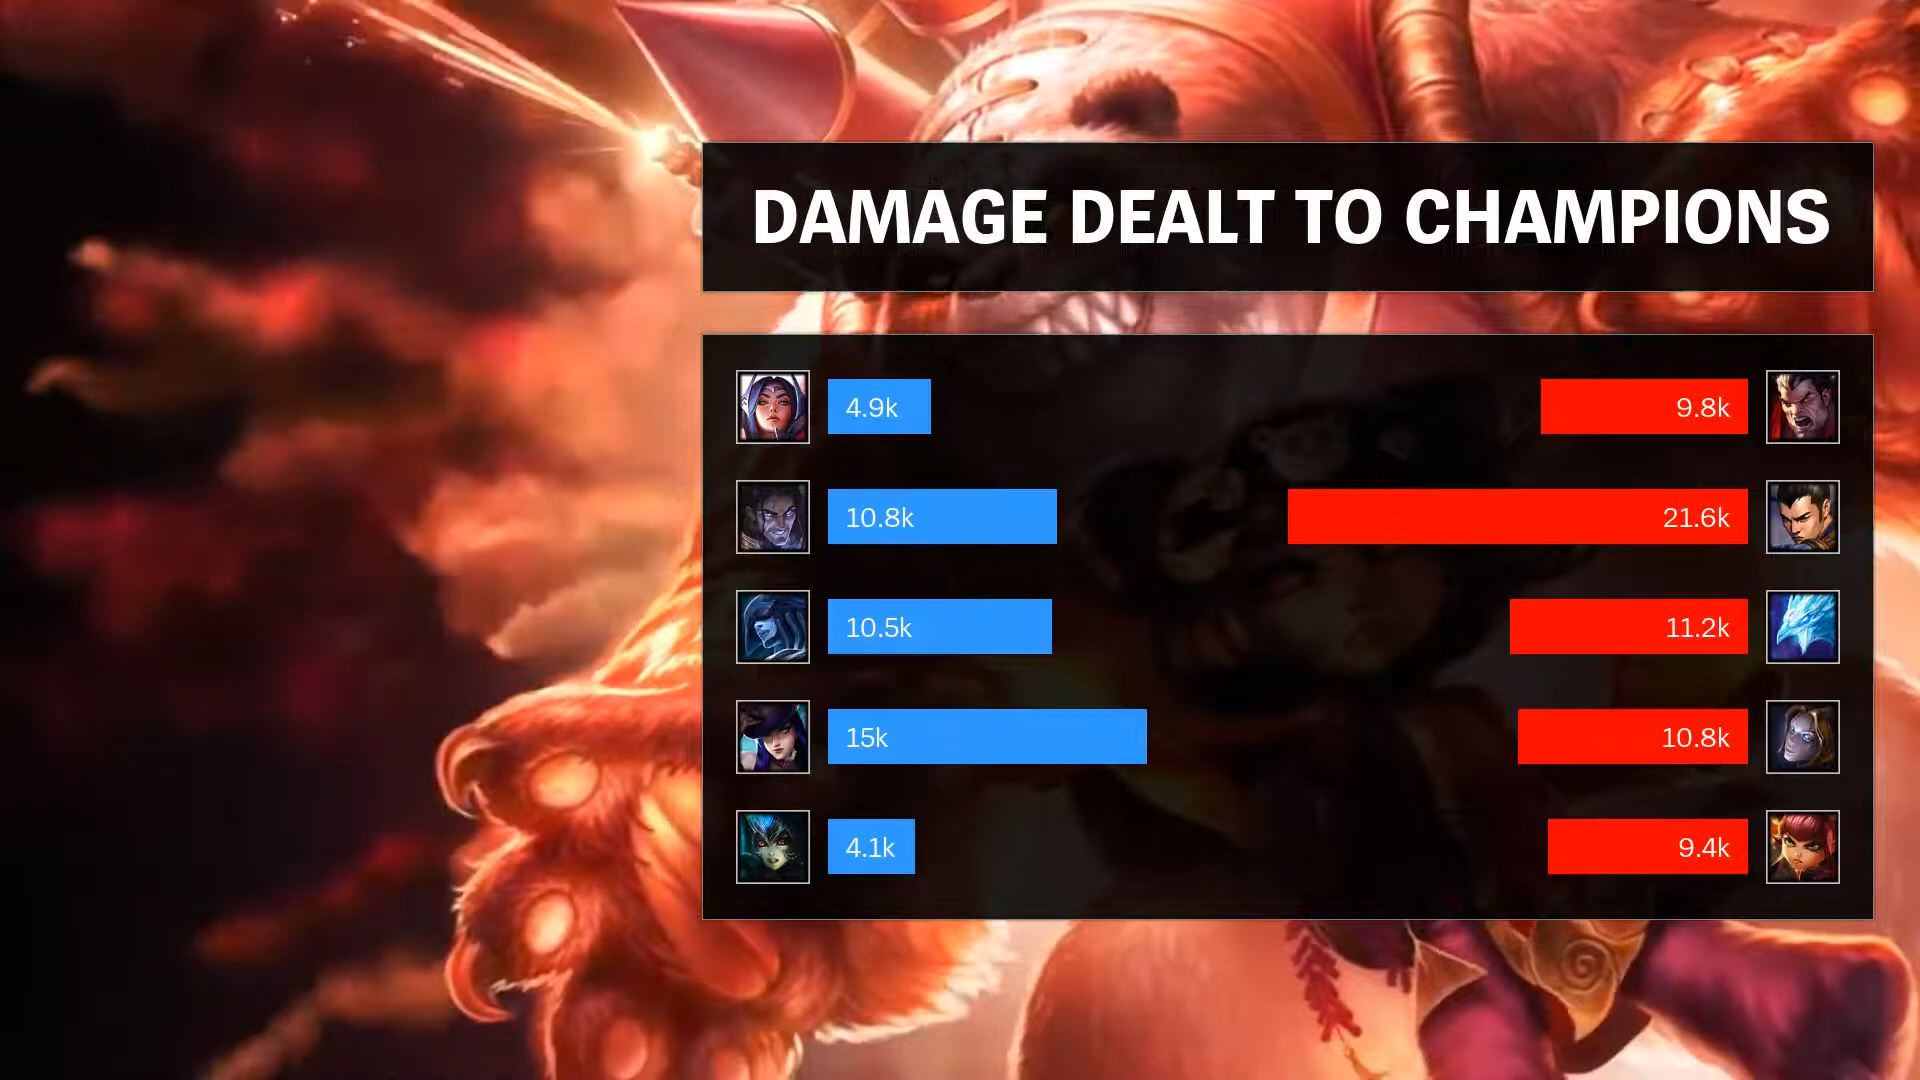 DAMAGE DEALT TO CHAMPIONS
4.9k 9.8k
10.8k 21.6k
10.5k 11.2k
15k 10.8k
4.1k 9.4k